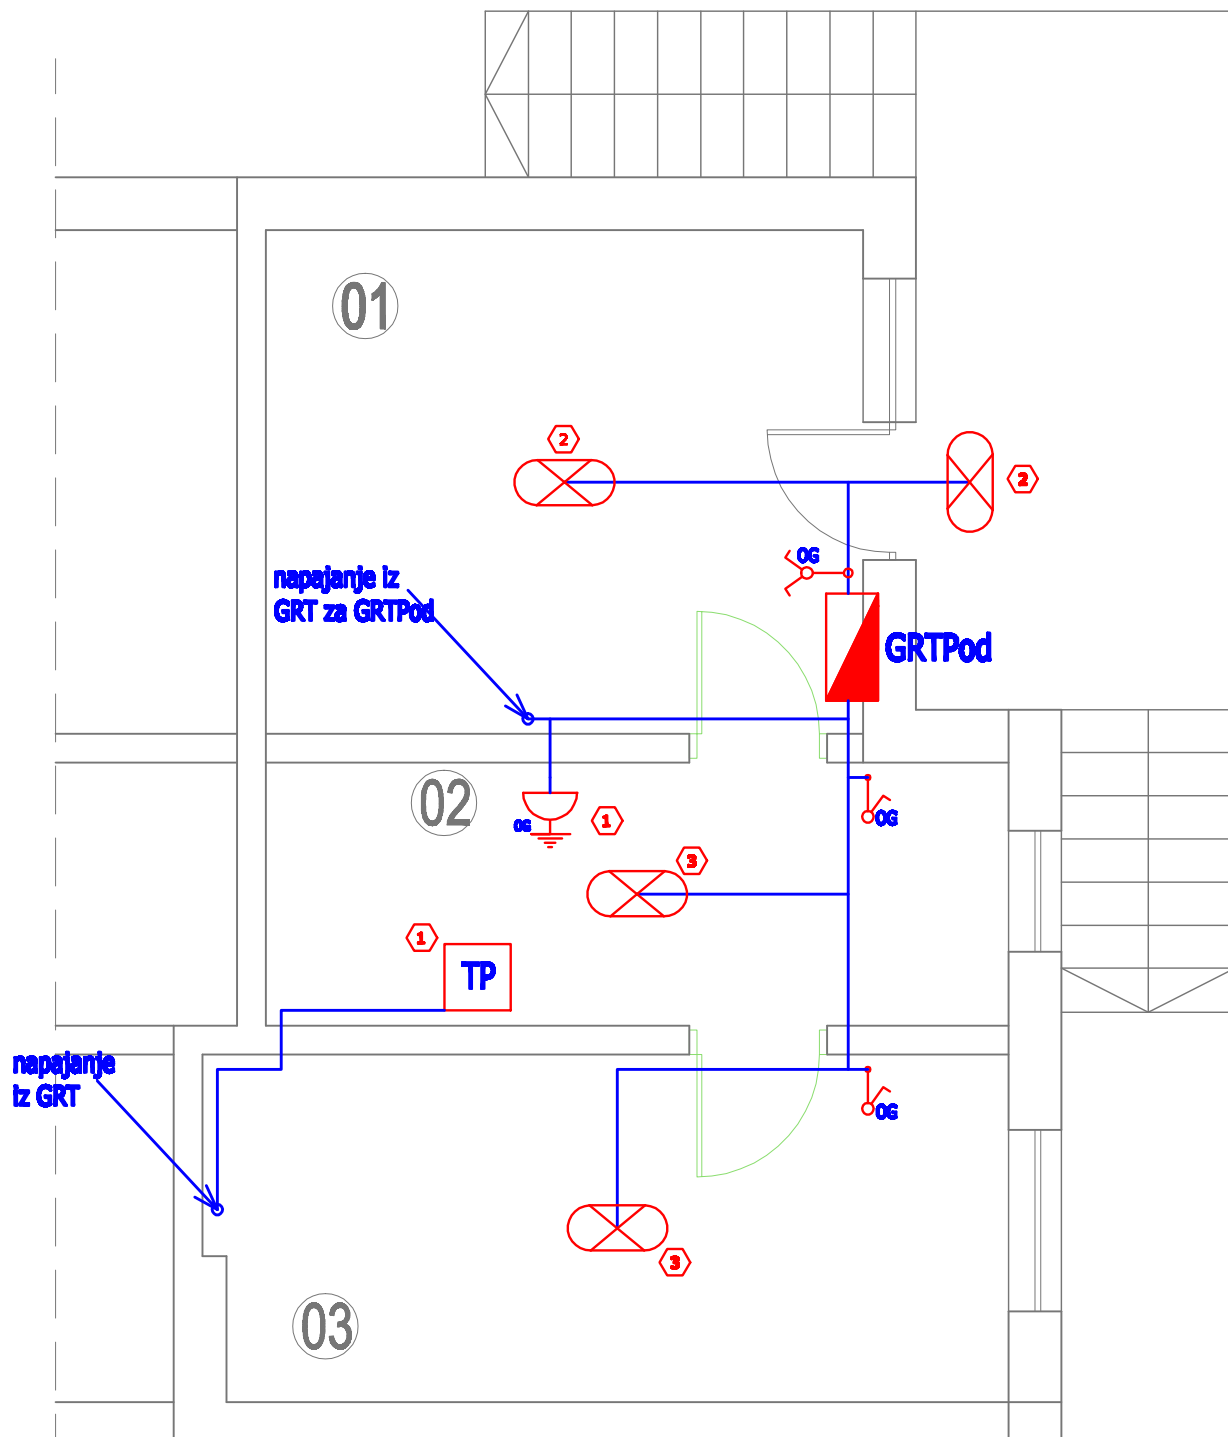 01
2
2
OG
napajanje iz
GRT za GRTPod
GRTPod
02
OG
1
OG
3
1
TP
napajanje
iz GRT
OG
3
03